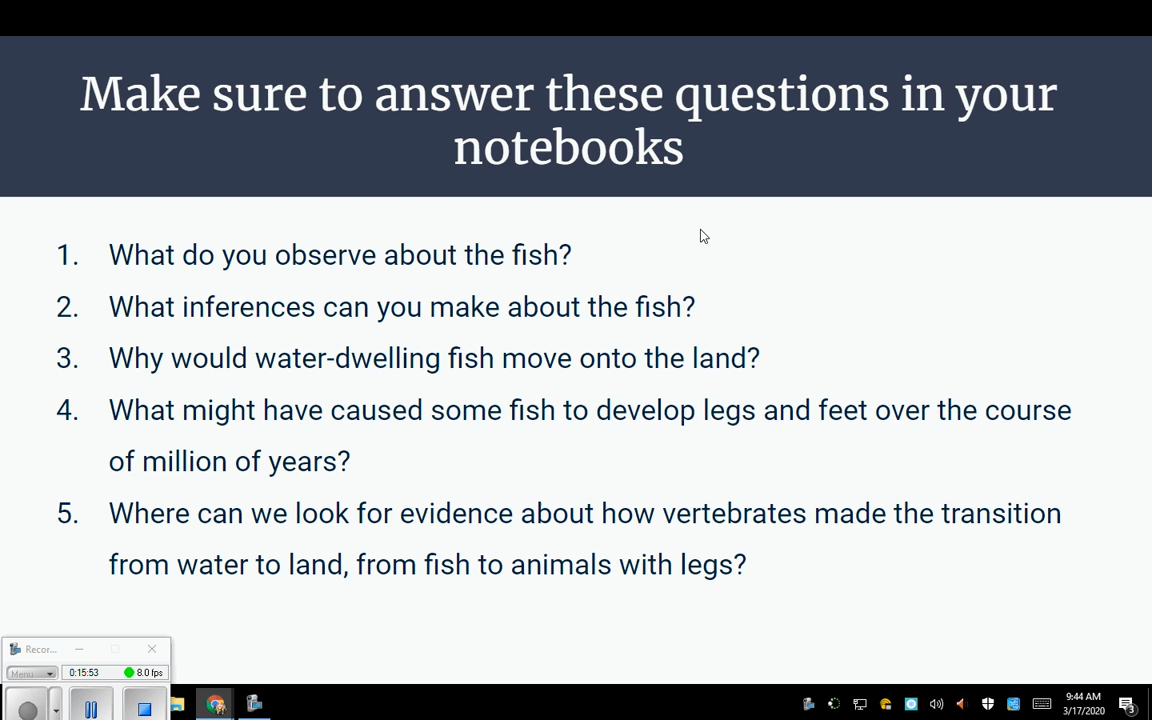 Make sure to answer these questions in your
notebooks
1. What do you observe about the fish?
2. What inferences can you make about the fish?
3. Why would water-dwelling fish move onto the land?
4. What might have caused some fish to develop legs and feet over the course
of million of years?
5. Where can we look for evidence about how vertebrates made the transition
from water to land, from fish to animals with legs?
Recor...
Menu 0:15:53 8.0 fps
9:44 AM
3/17/2020
3